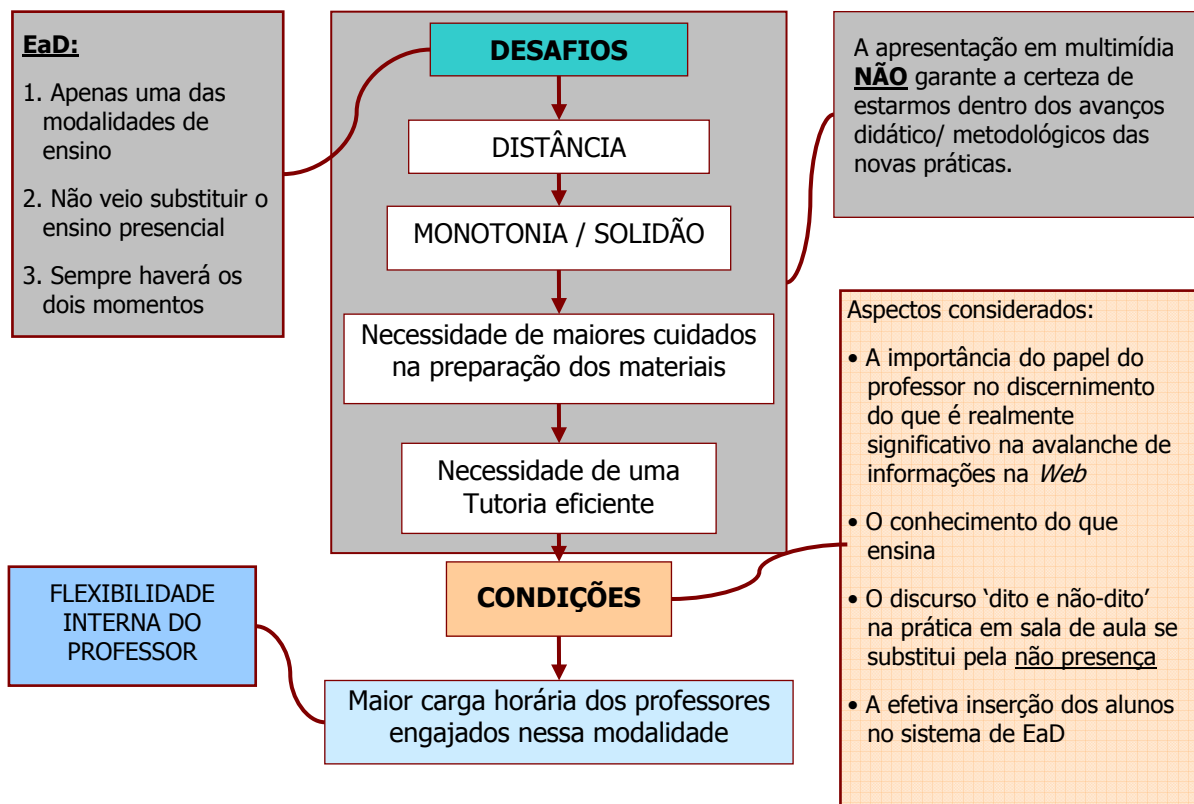 EaD:
1. Apenas uma das
modalidades de
ensino
2. Não veio substituir o
ensino presencial
3. Sempre haverá os
dois momentos
DESAFIOS
DISTÂNCIA
MONOTONIA / SOLIDÃO
Necessidade de maiores cuidados
na preparação dos materiais
Necessidade de uma
Tutoria eficiente
A apresentação em multimídia
NÃO garante a certeza de
estarmos dentro dos avanços
didático/ metodológicos das
novas práticas.
CONDIÇÕES
Aspectos considerados:
• A importância do papel do
professor no discernimento
do que é realmente
significativo na avalanche de
informações na Web
• O conhecimento do que
ensina
• O discurso ‘dito e não-dito’
na prática em sala de aula se
substitui pela não presença
• A efetiva inserção dos alunos
no sistema de EaD
FLEXIBILIDADE
INTERNA DO
PROFESSOR
Maior carga horária dos professores
engajados nessa modalidade